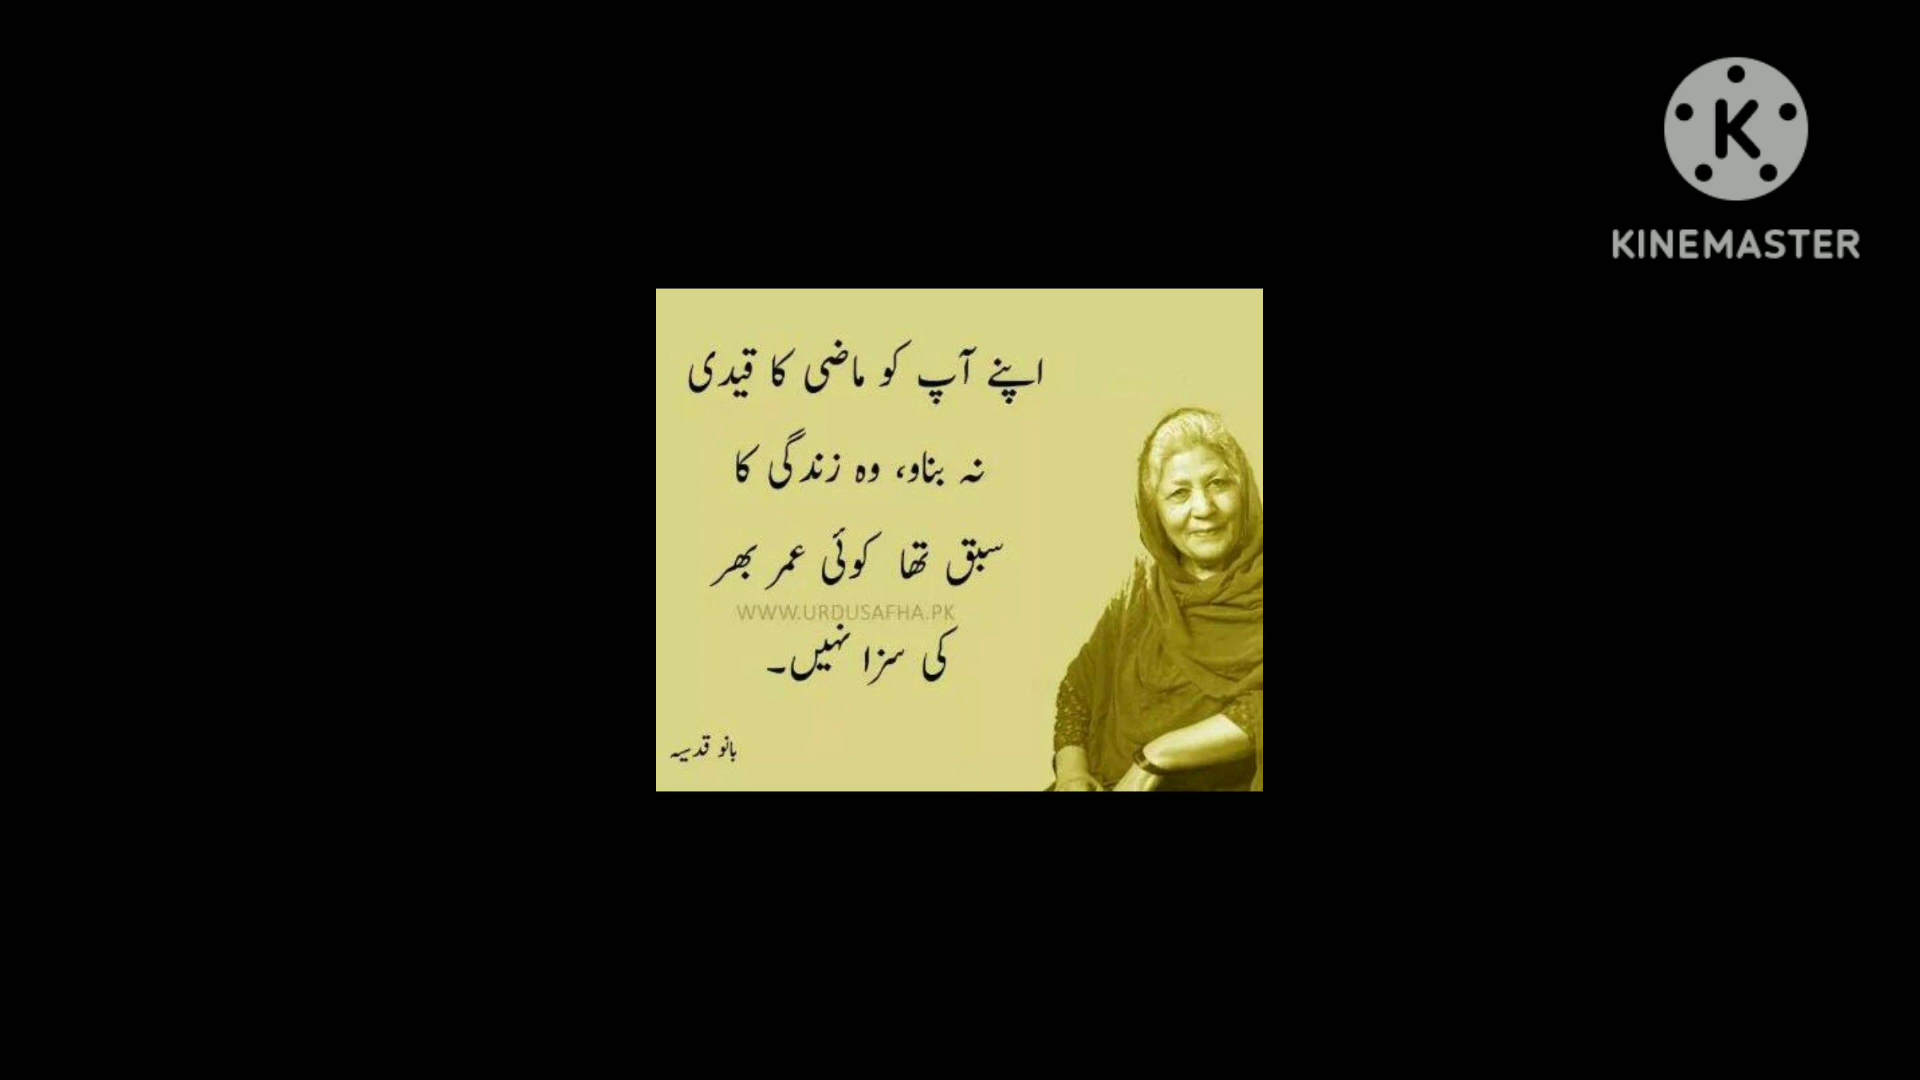 KINEMASTER
اپنے آپ کو ماضی کا قیدی
نہ بناو، وہ زندگی کا
سبق تھا کوئی عمر بھر
WWW.URDUSAFHA.PK
کی سزا نہیں۔
بانو قدسیہ